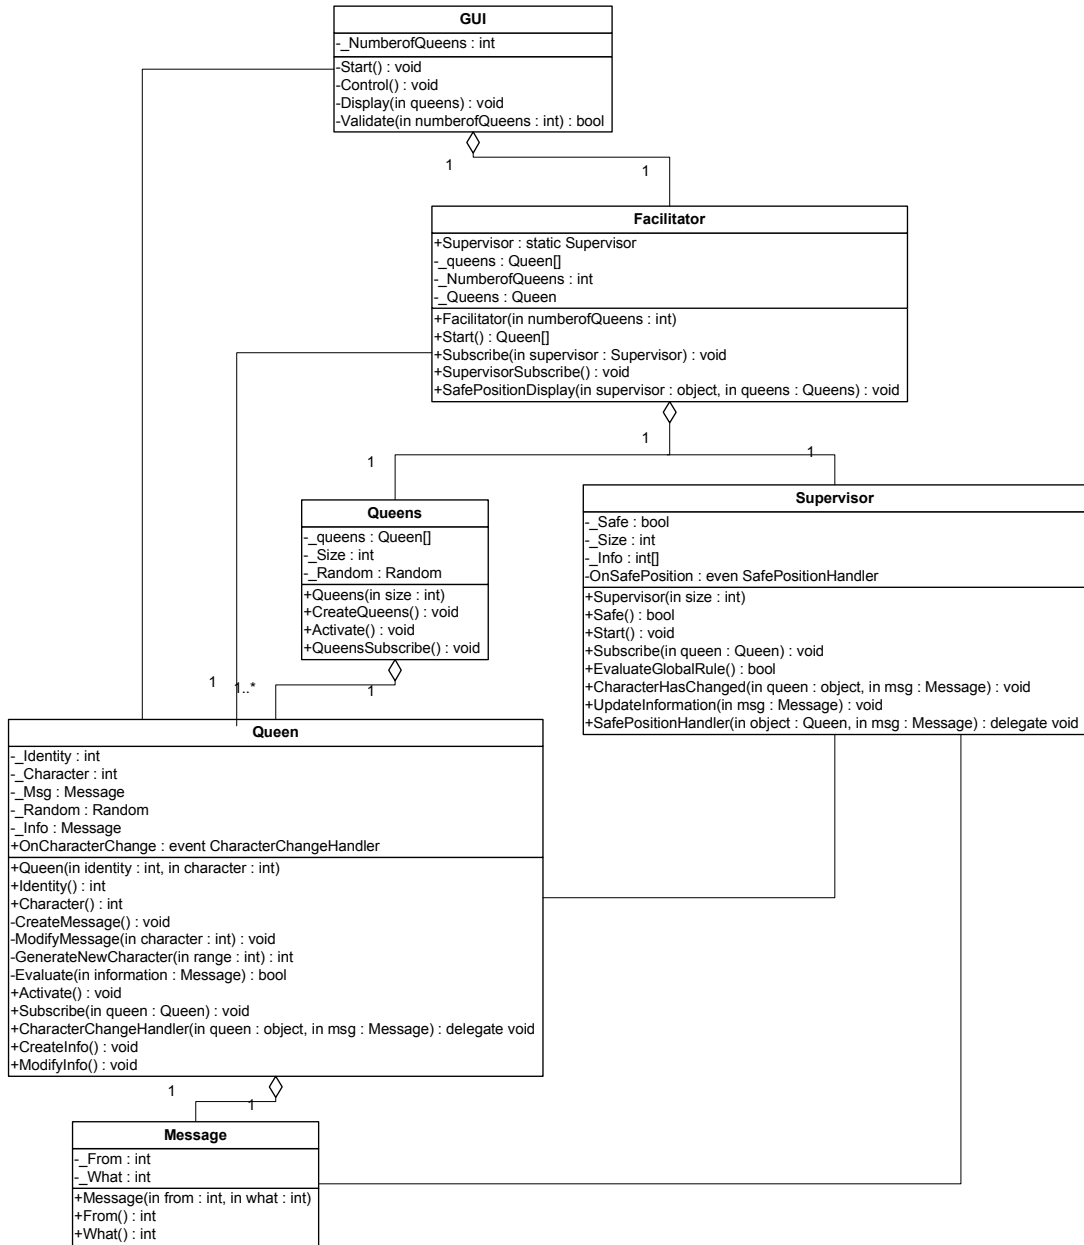 GUI
-_NumberofQueens : int
-Start() : void
-Control() : void
-Display(in queens) : void
-Validate(in numberofQueens : int) : bool
1
1
Facilitator
+Supervisor : static Supervisor
-_queens : Queen[]
-_NumberofQueens : int
-_Queens : Queen
+Facilitator(in numberofQueens : int)
+Start() : Queen[]
+Subscribe(in supervisor : Supervisor) : void
+SupervisorSubscribe() : void
+SafePositionDisplay(in supervisor : object, in queens : Queens) : void
1
1
1
Queens
-_queens : Queen[]
-_Size : int
-_Random : Random
+Queens(in size : int)
+CreateQueens() : void
+Activate() : void
+QueensSubscribe() : void
Supervisor
-_Safe : bool
-_Size : int
-_Info : int[]
-OnSafePosition : even SafePositionHandler
+Supervisor(in size : int)
+Safe() : bool
+Start() : void
+Subscribe(in queen : Queen) : void
+EvaluateGlobalRule() : bool
+CharacterHasChanged(in queen : object, in msg : Message) : void
+UpdateInformation(in msg : Message) : void
+SafePositionHandler(in object : Queen, in msg : Message) : delegate void
1
1..*
1
Queen
-_Identity : int
-_Character : int
-_Msg : Message
-_Random : Random
-_Info : Message
+OnCharacterChange : event CharacterChangeHandler
+Queen(in identity : int, in character : int)
+Identity() : int
+Character() : int
-CreateMessage() : void
-ModifyMessage(in character : int) : void
-GenerateNewCharacter(in range : int) : int
-Evaluate(in information : Message) : bool
+Activate() : void
+Subscribe(in queen : Queen) : void
+CharacterChangeHandler(in queen : object, in msg : Message) : delegate void
+CreateInfo() : void
+ModifyInfo() : void
1
1
Message
-_From : int
-_What : int
+Message(in from : int, in what : int)
+From() : int
+What() : int